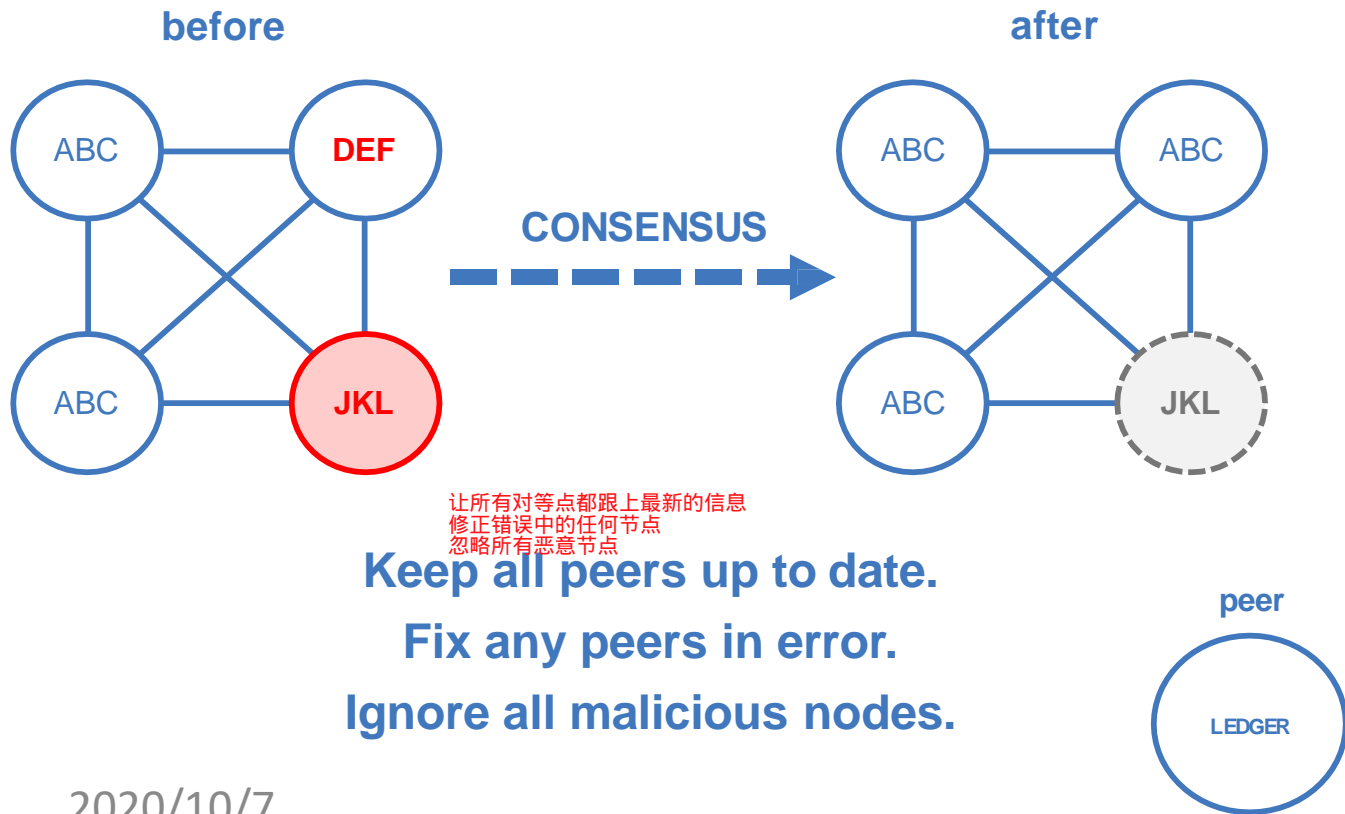 before
after
ABC
DEF
ABC
ABC
CONSENSUS
ABC
JKL
ABC
JKL
让所有对等点都跟上最新的信息
修正错误中的任何节点
忽略所有恶意节点
Keep all peers up to date.
Fix any peers in error.
Ignore all malicious nodes.
peer
LEDGER
2020/10/7